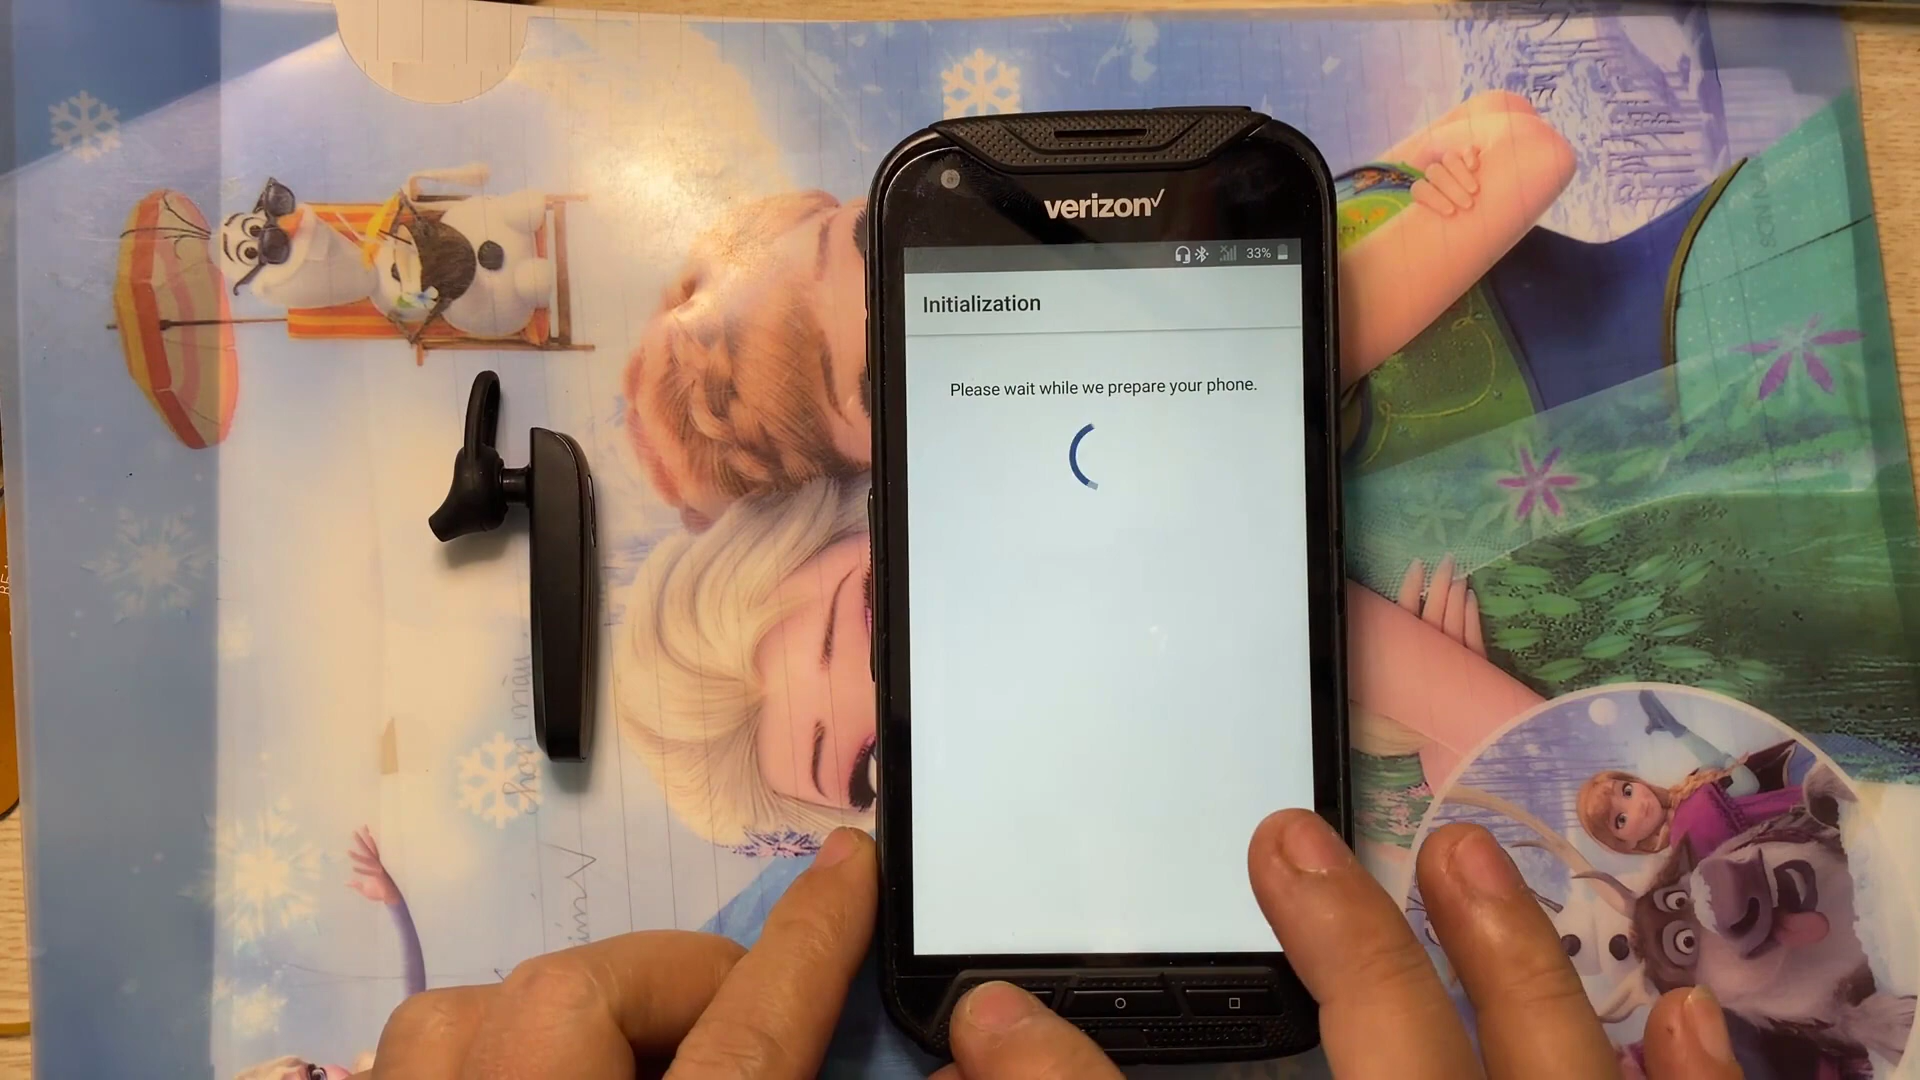 verizon
33%
Initialization
Please wait while we prepare your phone.